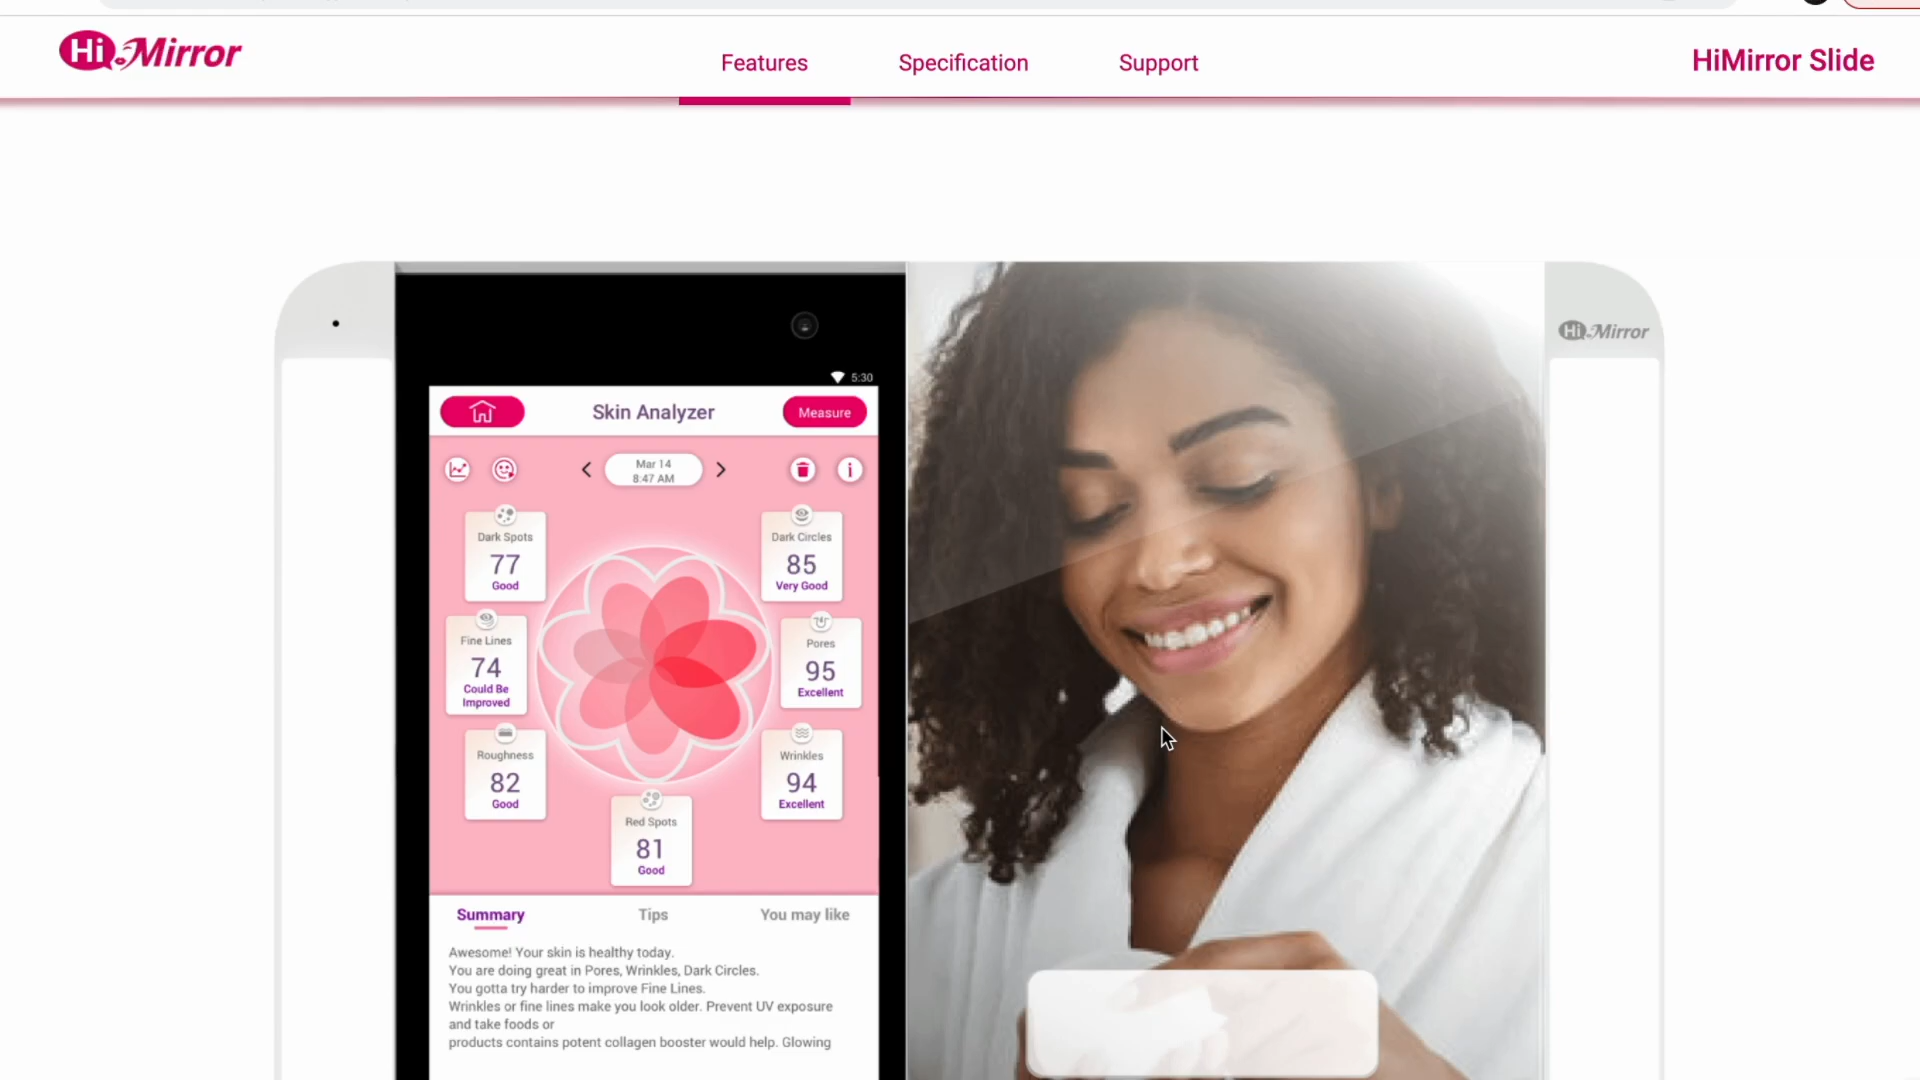 Hi Mirror
Features
Specification
Support
HiMirror Slide
Hi Mirror
5:30
Skin Analyzer
Measure
Mar 14
8:47 AM
Dark Spots
77
Good
Dark Circles
85
Very Good
Fine Lines
74
Could Be
Improved
Pores
95
Excellent
Roughness
82
Good
Wrinkles
94
Excellent
Red Spots
81
Good
Summary
Tips
You may like
Awesome! Your skin is healthy today.
You are doing great in Pores, Wrinkles, Dark Circles.
You gotta try harder to improve Fine Lines.
Wrinkles or fine lines make you look older. Prevent UV exposure
and take foods or
products contains potent collagen booster would help. Glowing